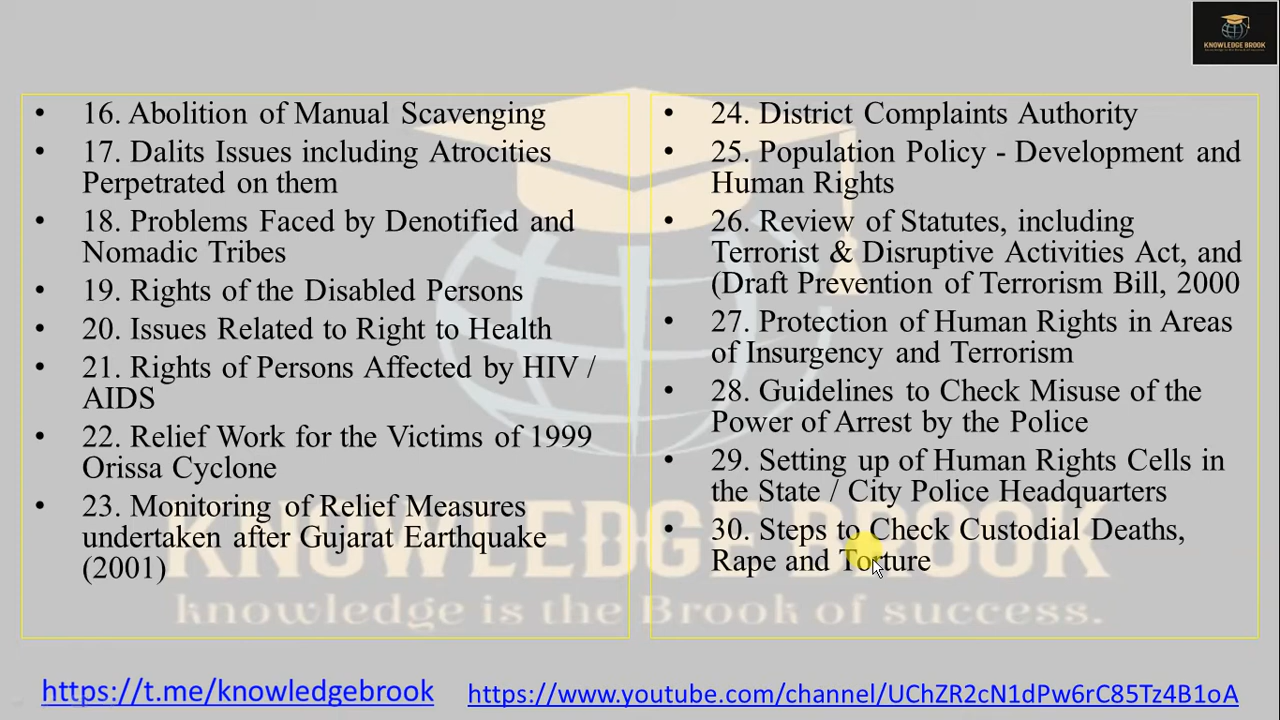 KNOWLEDGE BROOK
knowledge is the Brook of success.
• 16. Abolition of Manual Scavenging
• 17. Dalits Issues including Atrocities
Perpetrated on them
• 18. Problems Faced by Denotified and
Nomadic Tribes
• 19. Rights of the Disabled Persons
• 20. Issues Related to Right to Health
• 21. Rights of Persons Affected by HIV /
AIDS
• 22. Relief Work for the Victims of 1999
Orissa Cyclone
• 23. Monitoring of Relief Measures
undertaken after Gujarat Earthquake
(2001)
• 24. District Complaints Authority
• 25. Population Policy - Development and
Human Rights
• 26. Review of Statutes, including
Terrorist & Disruptive Activities Act, and
(Draft Prevention of Terrorism Bill, 2000
• 27. Protection of Human Rights in Areas
of Insurgency and Terrorism
• 28. Guidelines to Check Misuse of the
Power of Arrest by the Police
• 29. Setting up of Human Rights Cells in
the State / City Police Headquarters
• 30. Steps to Check Custodial Deaths,
Rape and Torture
KNOWLEDGE BROOK
knowledge is the Brook of success.
https://t.me/knowledgebrook
https://www.youtube.com/channel/UChZR2cN1dPw6rC85Tz4B1oA